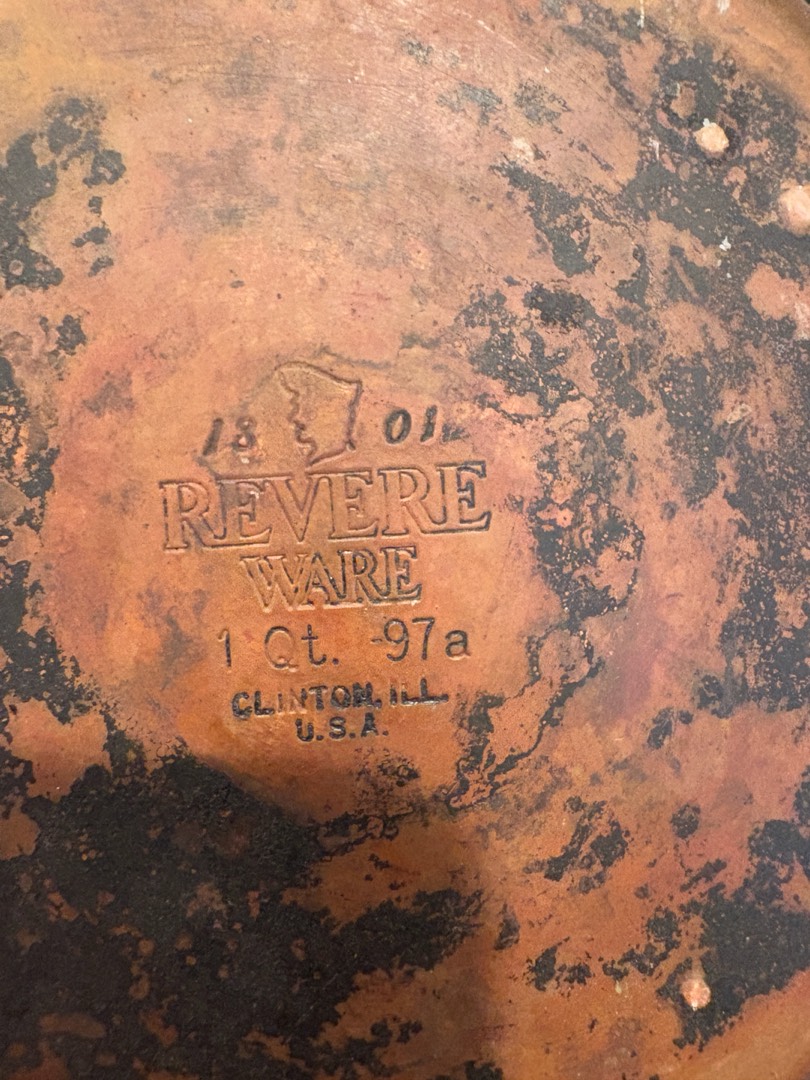 1801
REVERE
WARE
1 Qt. -97a
CLINTON, ILL.
U.S.A.